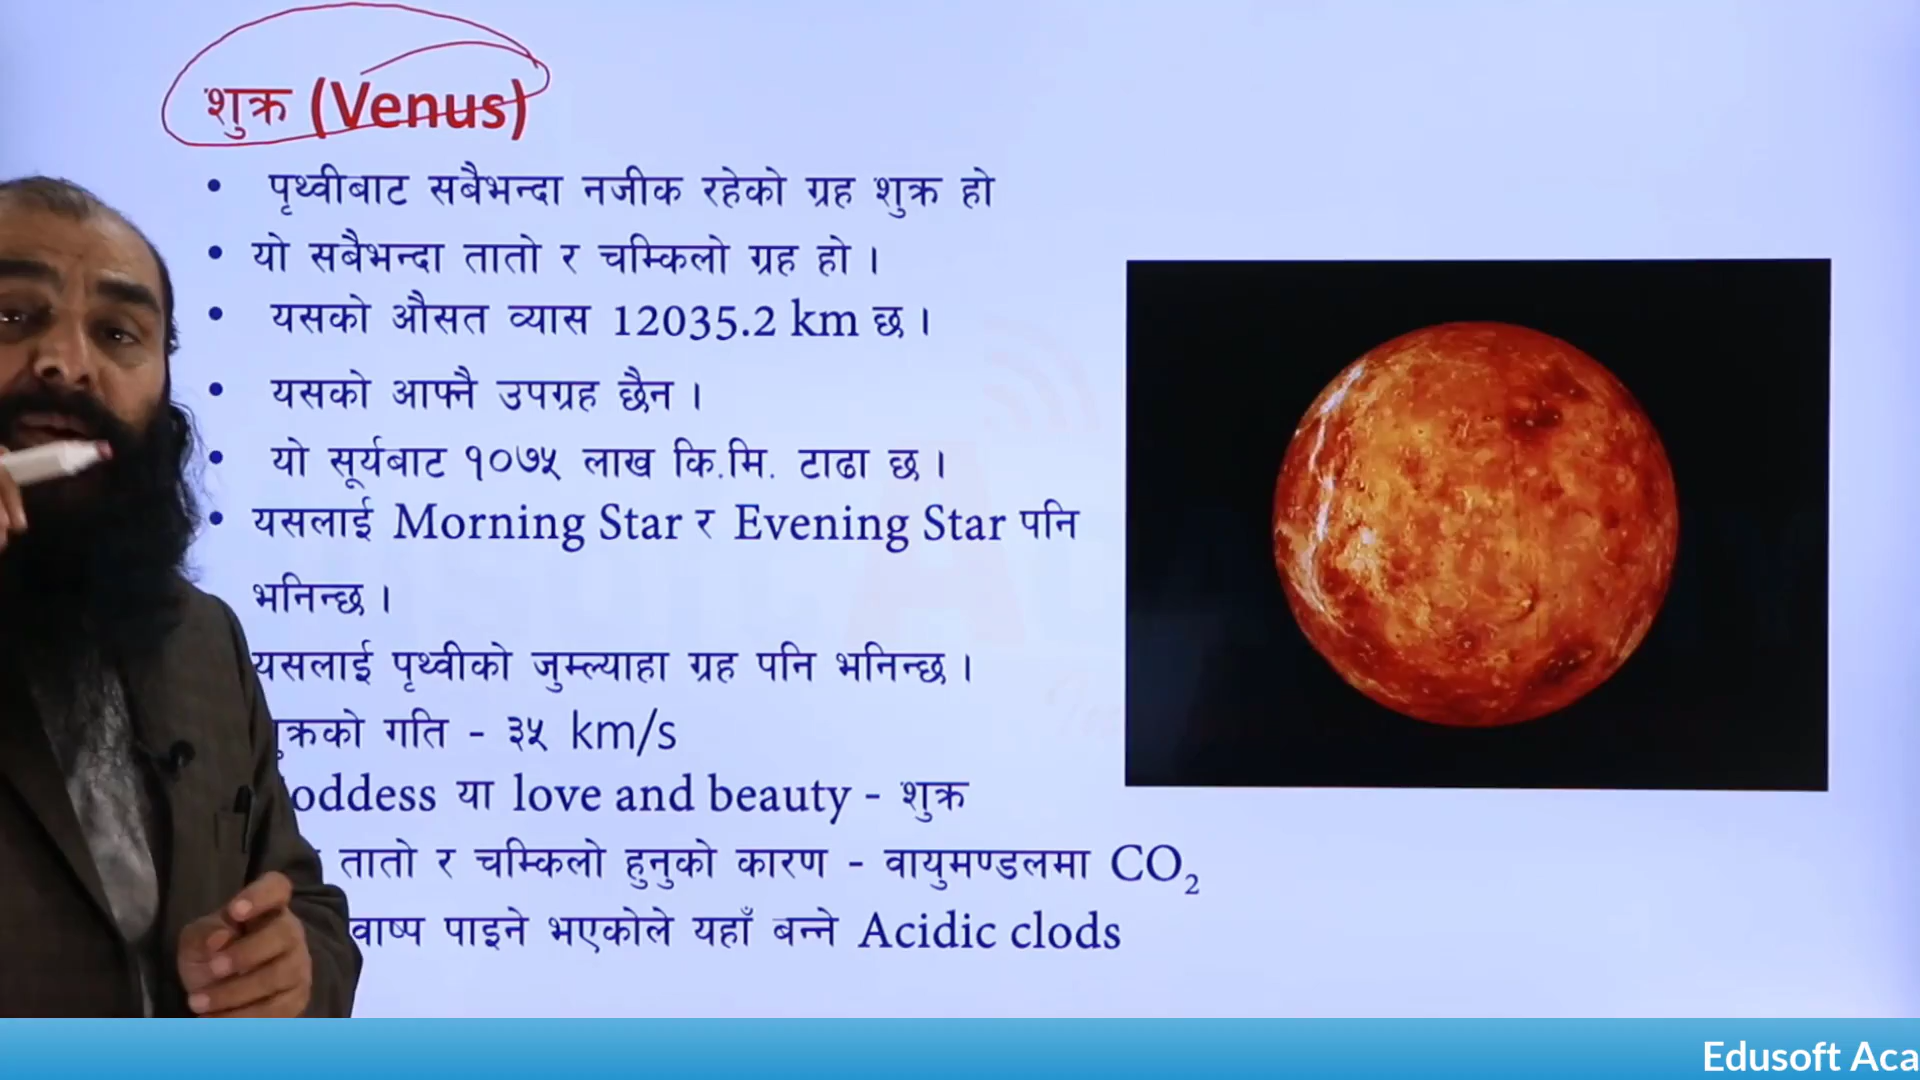 शुक्र (Venus)
• पृथ्वीबाट सबैभन्दा नजीक रहेको ग्रह शुक्र हो
• यो सबैभन्दा तातो र चम्किलो ग्रह हो ।
• यसको औसत व्यास 12035.2 km छ ।
• यसको आफ्नै उपग्रह छैन ।
• यो सूर्यबाट १०७५ लाख कि.मि. टाढा छ ।
• यसलाई Morning Star र Evening Star पनि
भनिन्छ ।
यसलाई पृथ्वीको जुम्ल्याहा ग्रह पनि भनिन्छ ।
गति - ३५ km/s
या love and beauty - शुक्र
तातो र चम्किलो हुनुको कारण - वायुमण्डलमा CO₂
वाष्प पाइने भएकोले यहाँ बन्ने Acidic clods
Edusoft Aca